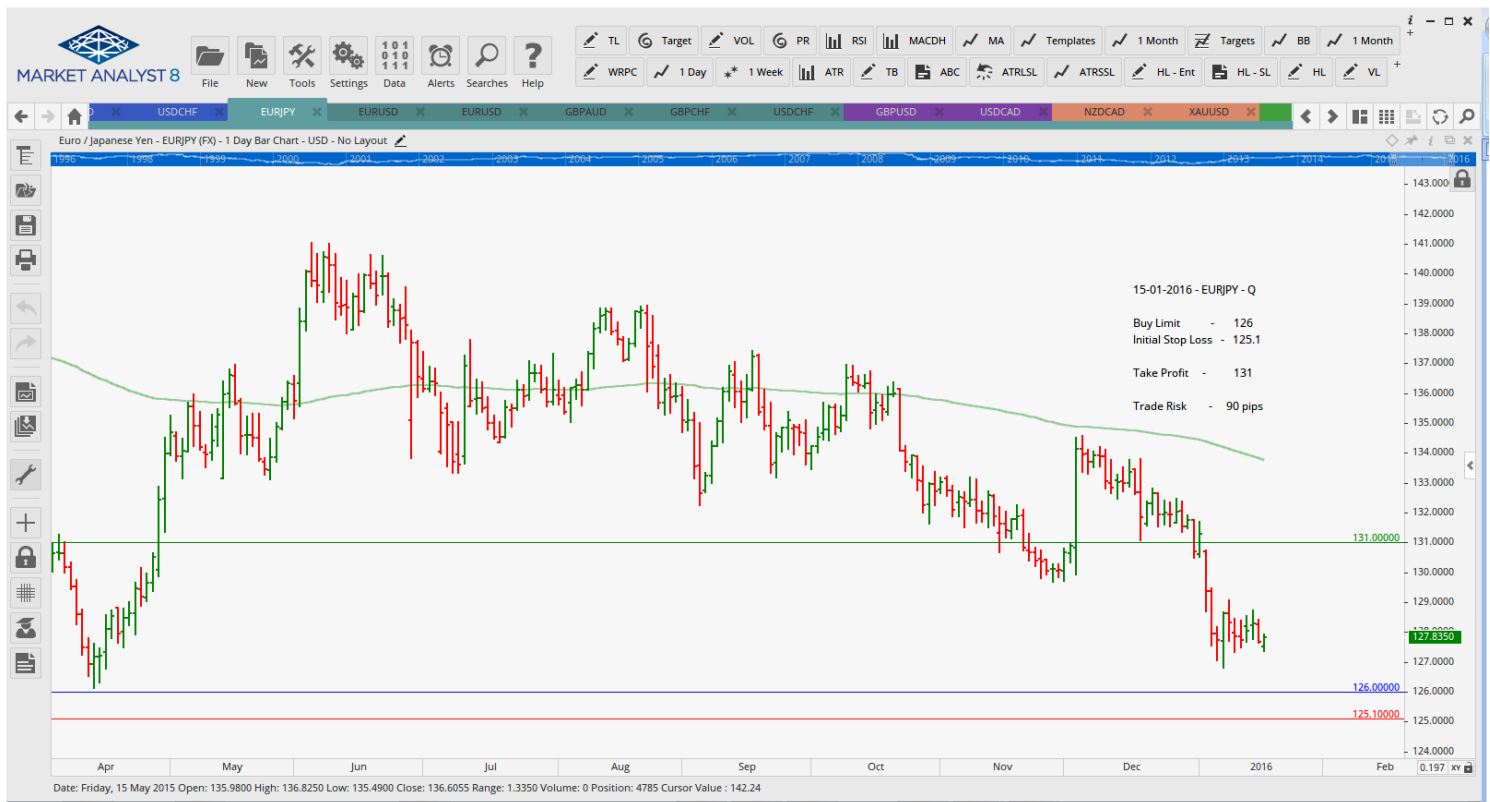 MARKET ANALYST 8
File
New
Tools
Settings
101
010
111
Data
Alerts
Searches
Help
TL
Target
VOL
PR
RSI
MACDH
MA
Templates
1 Month
Targets
BB
1 Month
WRPC
1 Day
1 Week
ATR
TB
ABC
ATRLSL
ATRSSL
HL - Ent
HL - SL
HL
VL
USDCHF
EURJPY
EURUSD
EURUSD
GBPAUD
GBPCHF
USDCHF
GBPUSD
USDCAD
NZDCAD
XAUUSD
Euro / Japanese Yen - EURJPY (FX) - 1 Day Bar Chart - USD - No Layout
1996 1998 1999 2000 2001 2002 2003 2004 2005 2006 2007 2008 2009 2010 2011 2012 2013 2014
143.000
142.0000
141.0000
140.0000
139.0000
138.0000
137.0000
136.0000
135.0000
134.0000
133.0000
132.0000
131.0000
130.0000
129.0000
127.8350
127.0000
126.0000
125.0000
124.0000
15-01-2016 - EURJPY - Q
Buy Limit - 126
Initial Stop Loss - 125.1
Take Profit - 131
Trade Risk - 90 pips
131.00000
126.00000
125.10000
Apr May Jun Jul Aug Sep Oct Nov Dec 2016 Feb
0.197 XY
Date: Friday, 15 May 2015 Open: 135.9800 High: 136.8250 Low: 135.4900 Close: 136.6055 Range: 1.3350 Volume: 0 Position: 4785 Cursor Value : 142.24